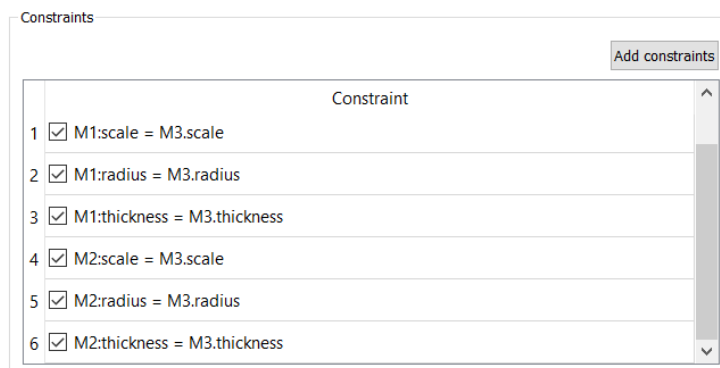 Constraints
Add constraints
Constraint
1 M1:scale = M3.scale
2 M1:radius = M3.radius
3 M1:thickness = M3.thickness
4 M2:scale = M3.scale
5 M2:radius = M3.radius
6 M2:thickness = M3.thickness